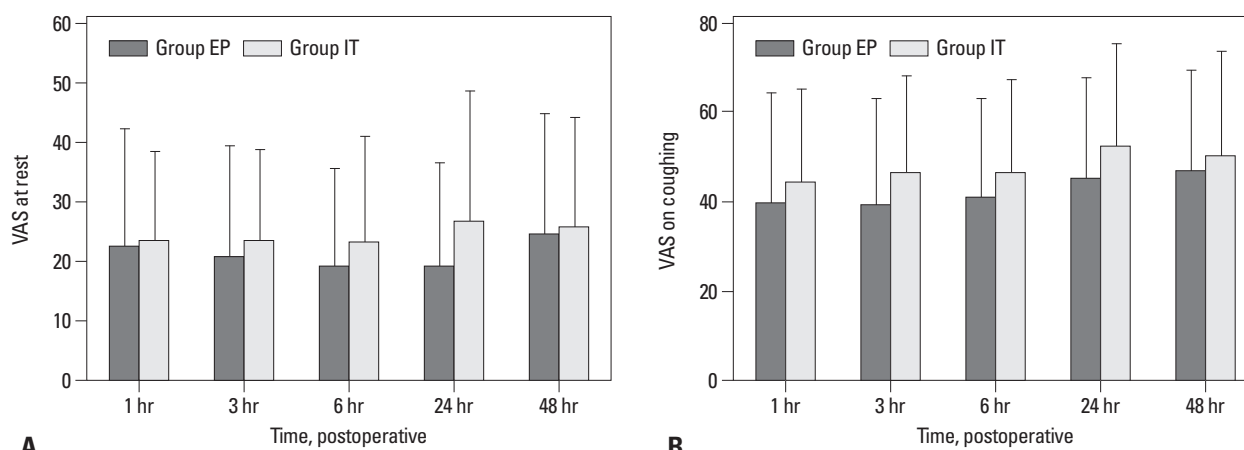 60
50
40
30
20
10
0
VAS at rest
Group EP
Group IT
1 hr
3 hr
6 hr
24 hr
48 hr
Time, postoperative
A
80
60
40
20
0
VAS on coughing
Group EP
Group IT
1 hr
3 hr
6 hr
24 hr
48 hr
Time, postoperative
B